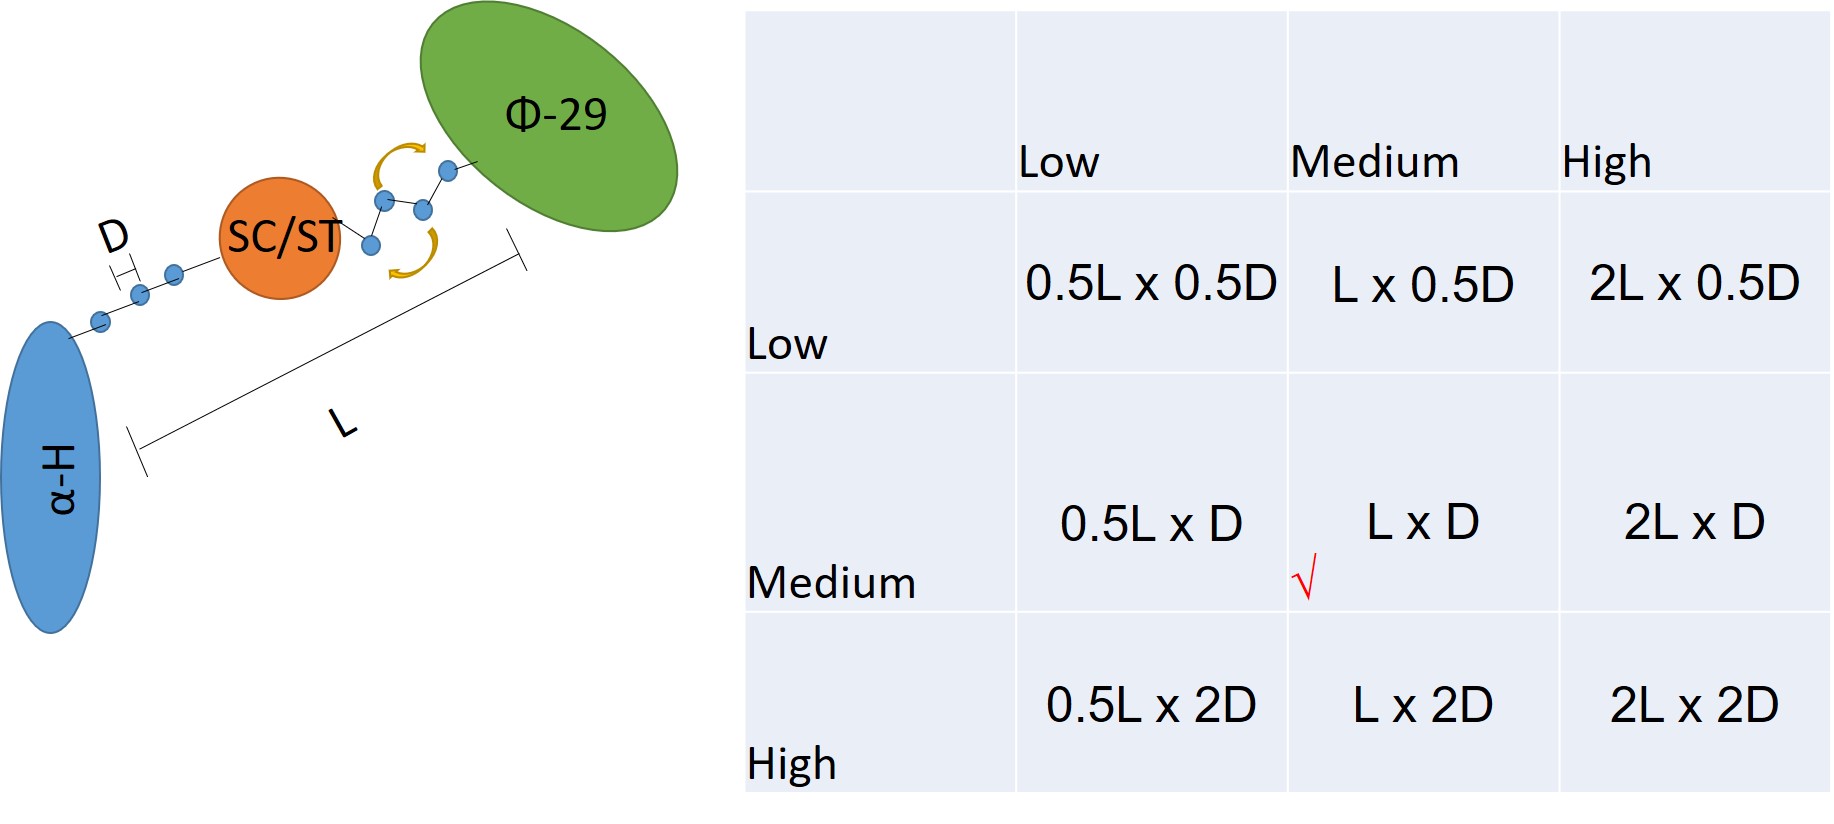 Φ-29
SC/ST
D
L
α-H
Low Medium High
Low 0.5L x 0.5D L x 0.5D 2L x 0.5D
Medium 0.5L x D L x D 2L x D
√
High 0.5L x 2D L x 2D 2L x 2D